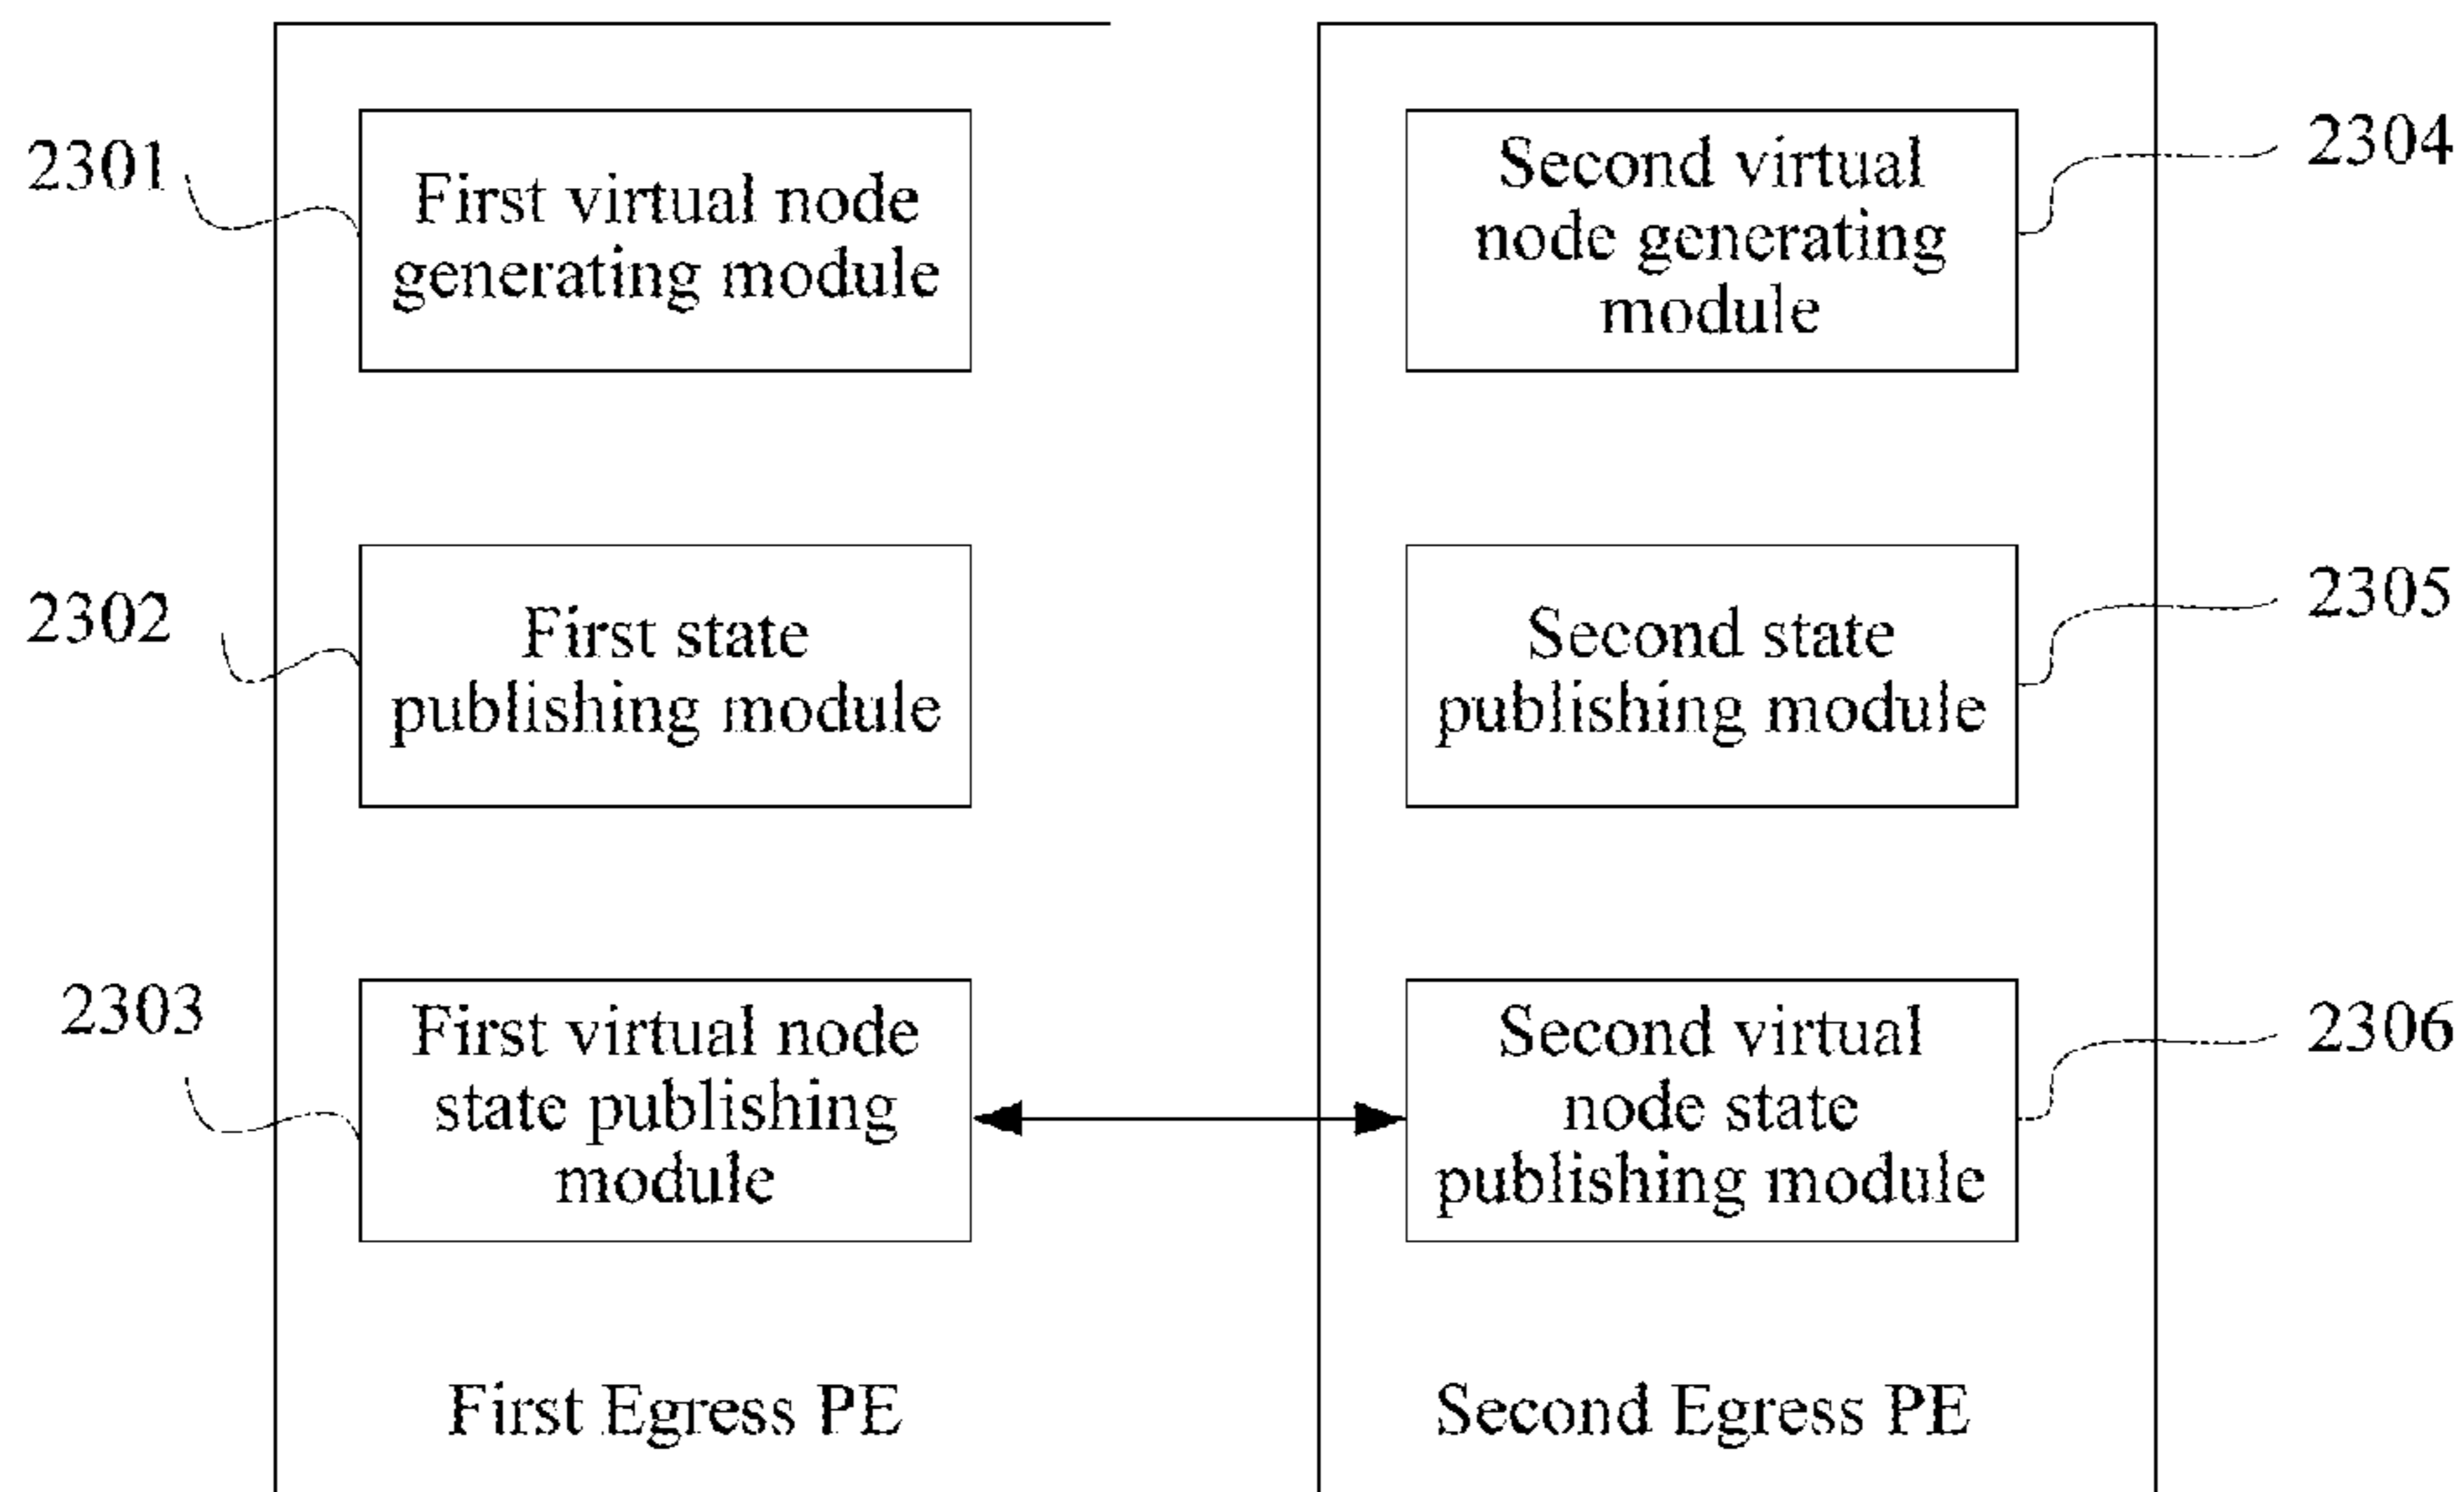 2301
First virtual node
generating module
2302
First state
publishing module
2303
First virtual node
state publishing
module
First Egress PE
Second virtual
node generating
module
2304
Second state
publishing module
2305
Second virtual
node state
publishing module
2306
Second Egress PE